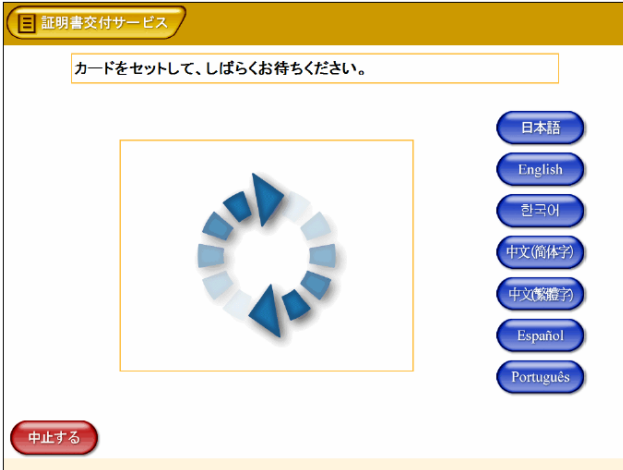 証明書交付サービス
カードをセットして、しばらくお待ちください。
日本語
English
한국어
中文(简体字)
中文(繁體字)
Español
Português
中止する